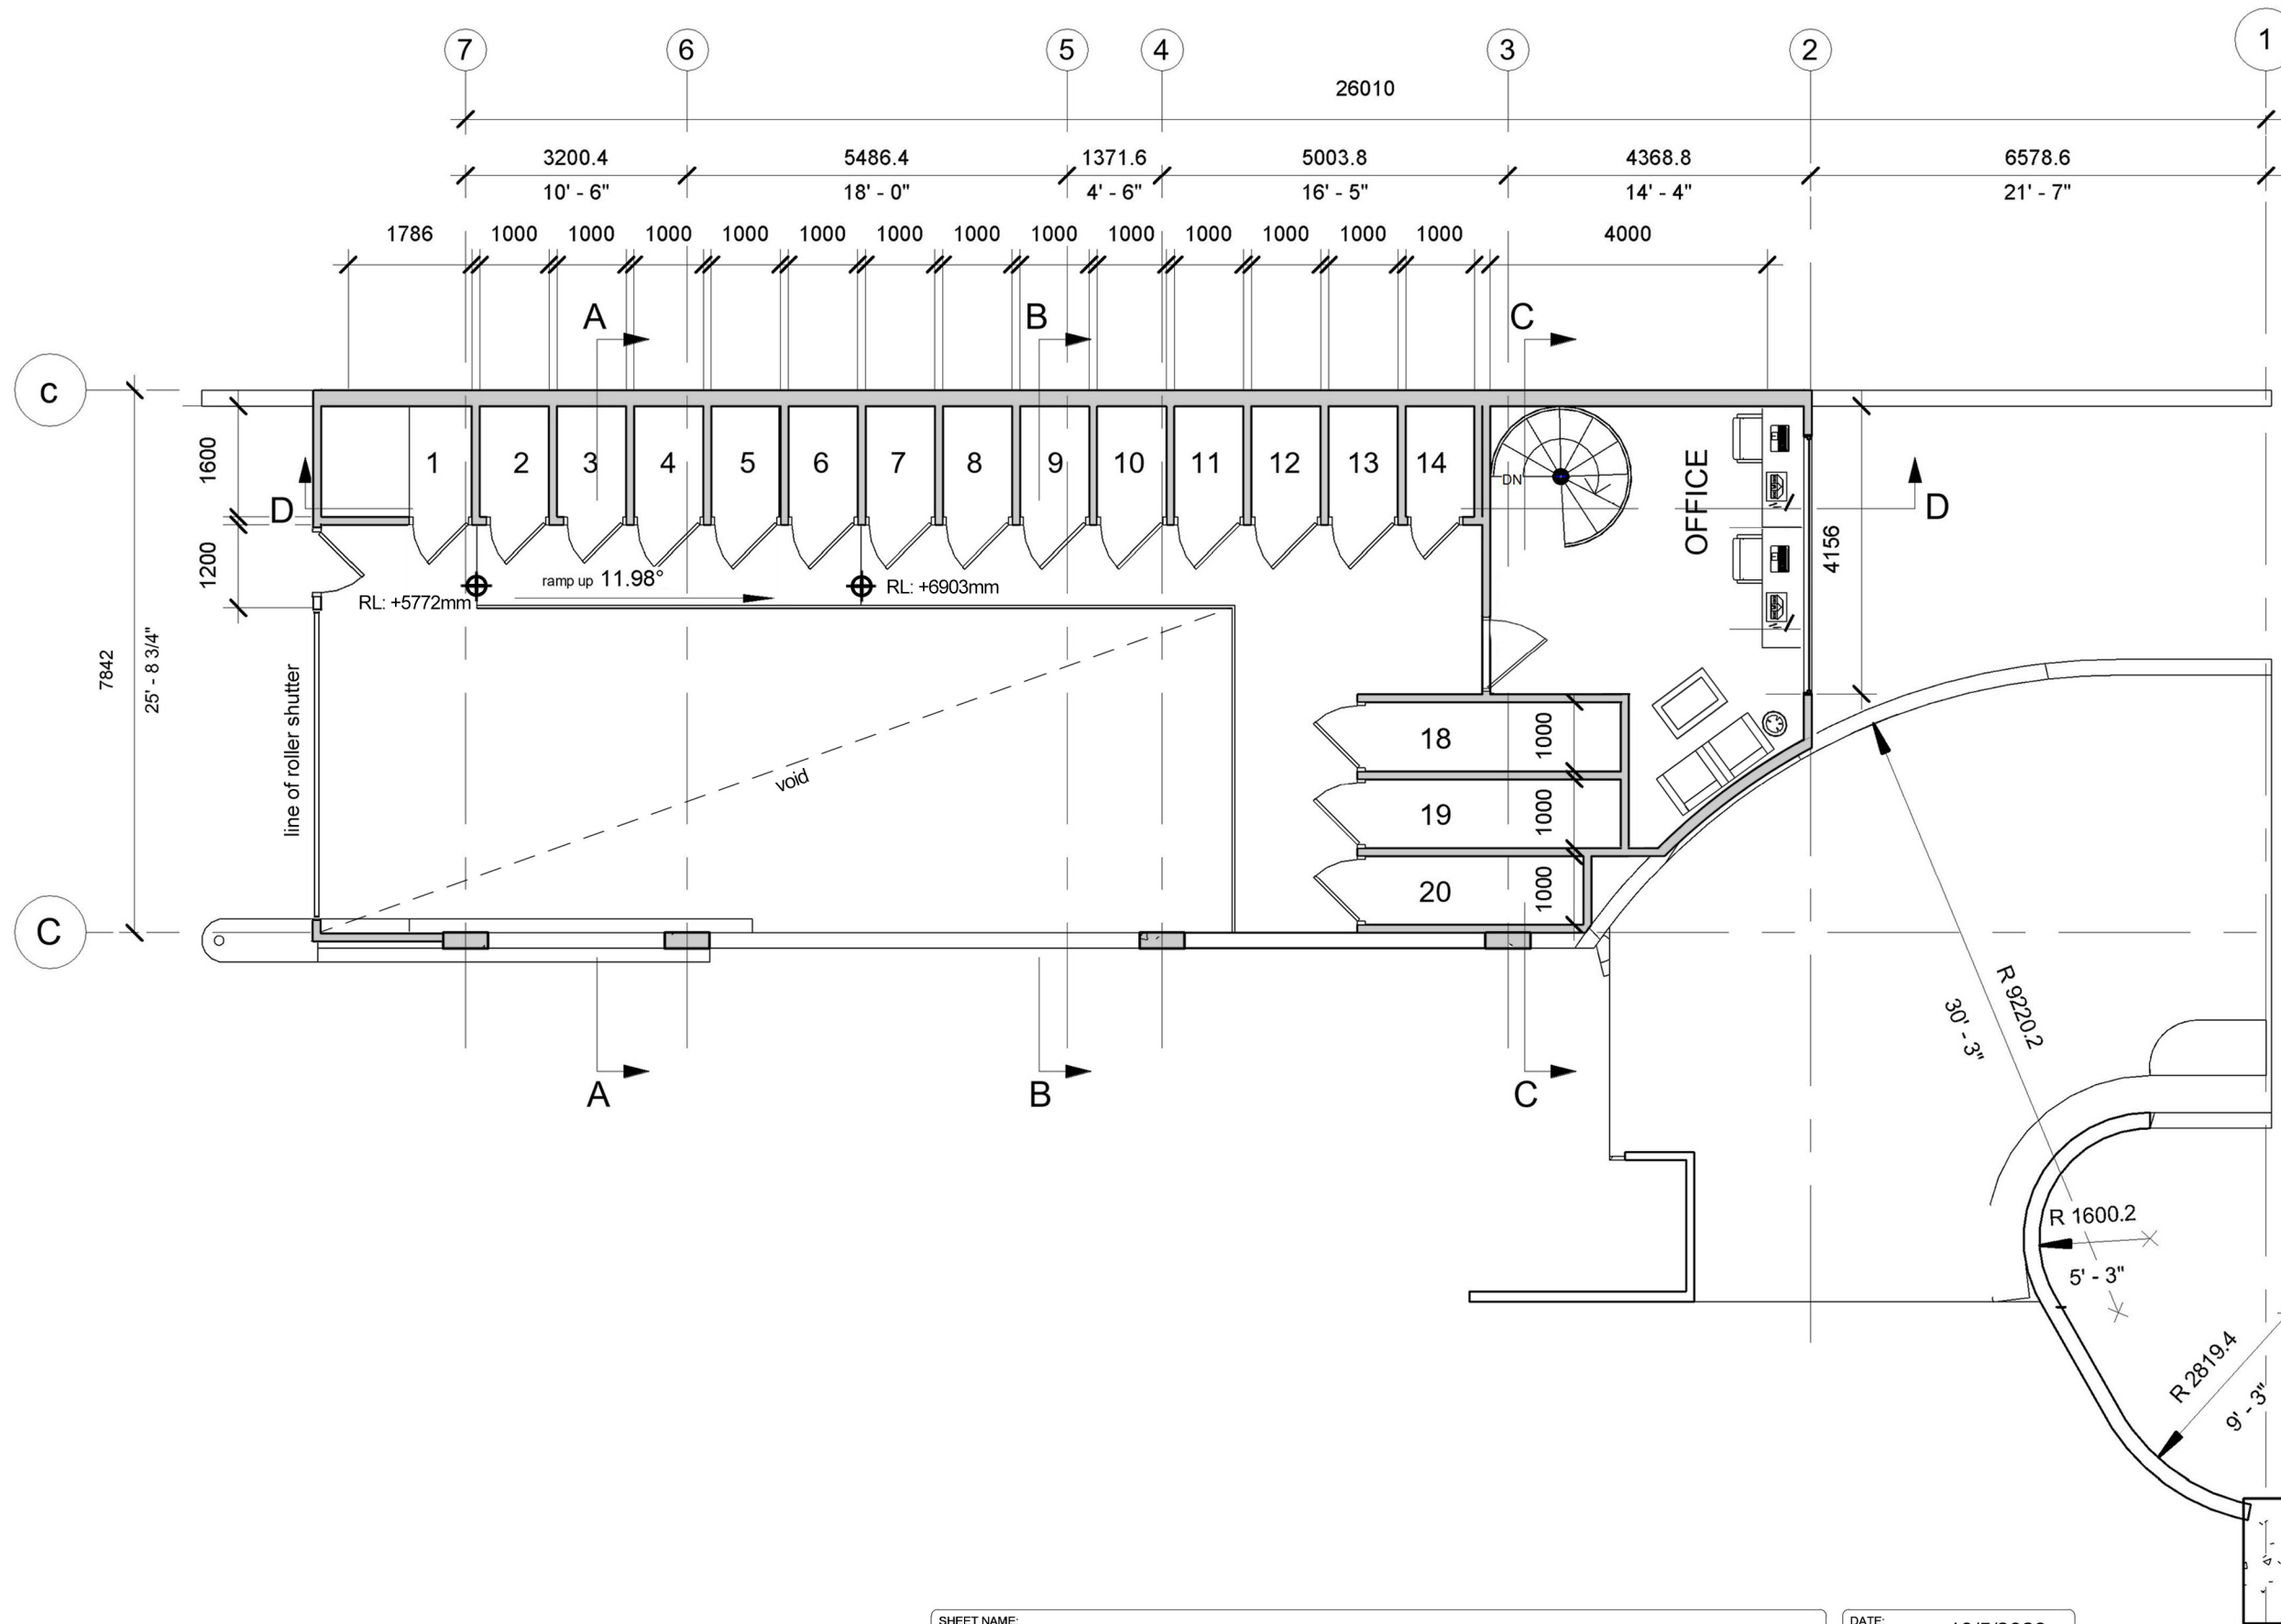 7 6 5 4 3 2 1
26010
3200.4 5486.4 1371.6 5003.8 4368.8 6578.6
10' - 6" 18' - 0" 4' - 6" 16' - 5" 14' - 4" 21' - 7"
1786 1000 1000 1000 1000 1000 1000 1000 1000 1000 1000 1000 1000 1000 4000
A B C
c
1600
1 2 3 4 5 6 7 8 9 10 11 12 13 14
DN
OFFICE
D D
4156
1200
ramp up 11.98°
RL: +5772mm
RL: +6903mm
7842
25' - 8 3/4"
line of roller shutter
void
18 1000
19 1000
20 1000
C
R 9220.2
30' - 3"
A B C
R 1600.2
5' - 3"
R 2819.4
9' - 3"
SHEET NAME:
DATE: